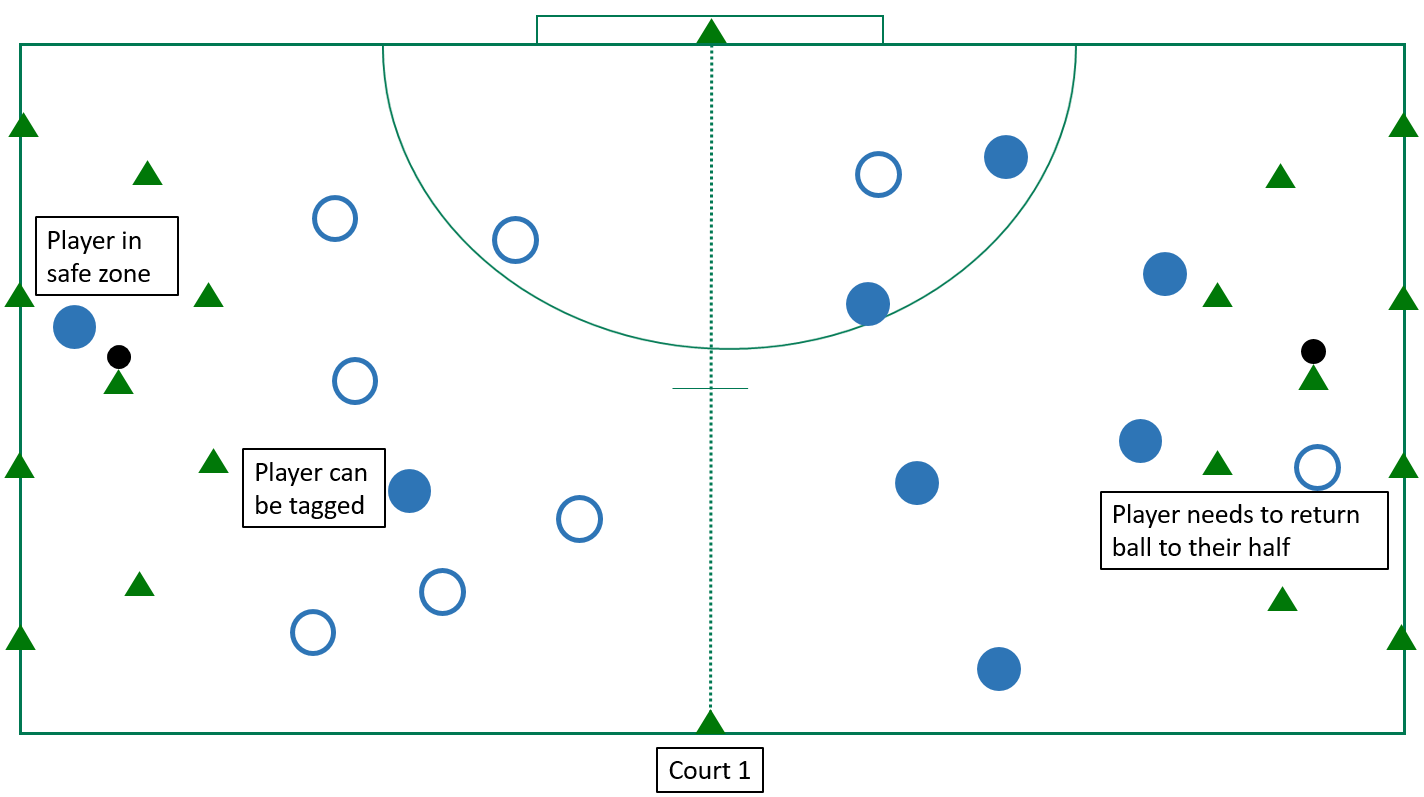 Player in
safe zone
Player can
be tagged
Player needs to return
ball to their half
Court 1